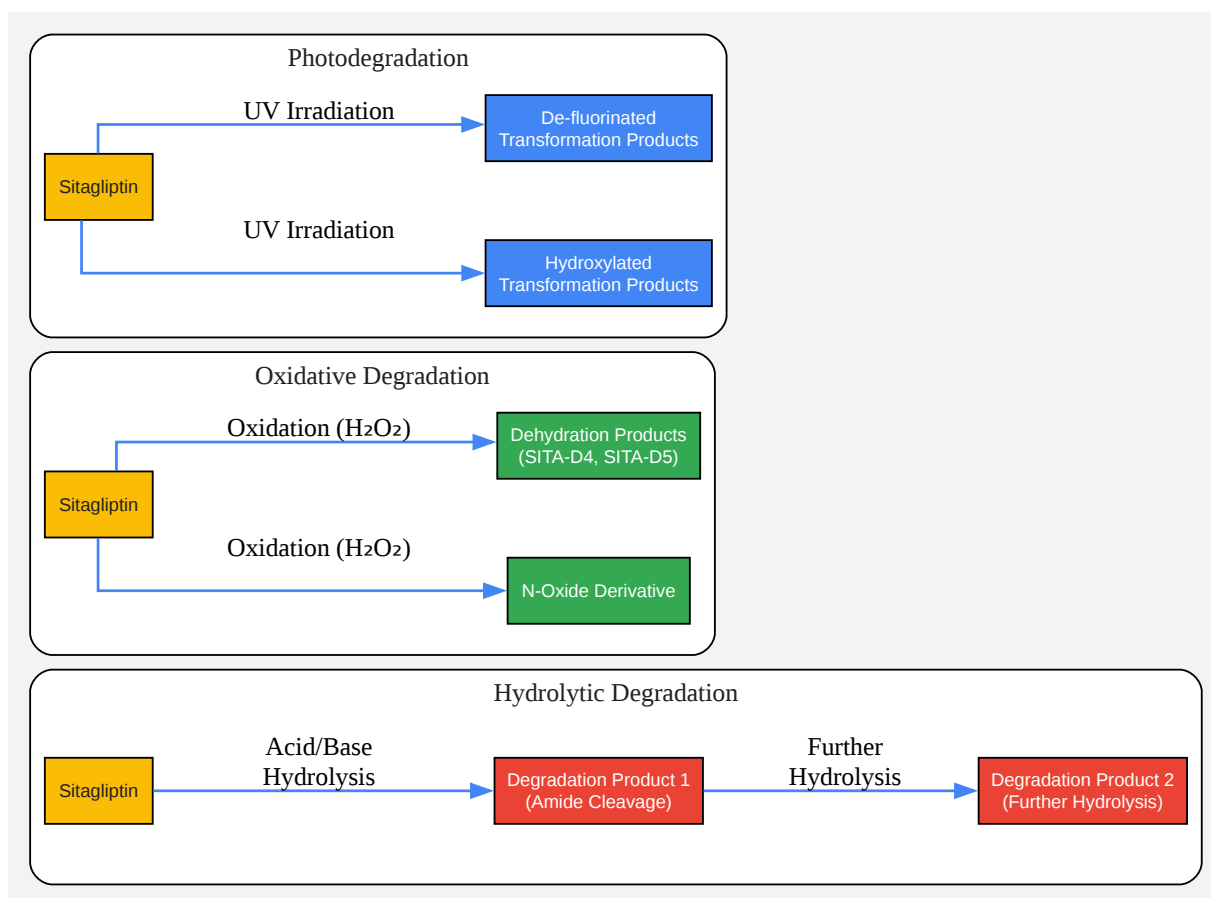 Photodegradation
UV Irradiation
De-fluorinated
Transformation Products
Sitagliptin
UV Irradiation
Hydroxylated
Transformation Products
Oxidative Degradation
Oxidation (H₂O₂)
Dehydration Products
(SITA-D4, SITA-D5)
Sitagliptin
Oxidation (H₂O₂)
N-Oxide Derivative
Hydrolytic Degradation
Sitagliptin
Acid/Base
Hydrolysis
Degradation Product 1
(Amide Cleavage)
Further
Hydrolysis
Degradation Product 2
(Further Hydrolysis)